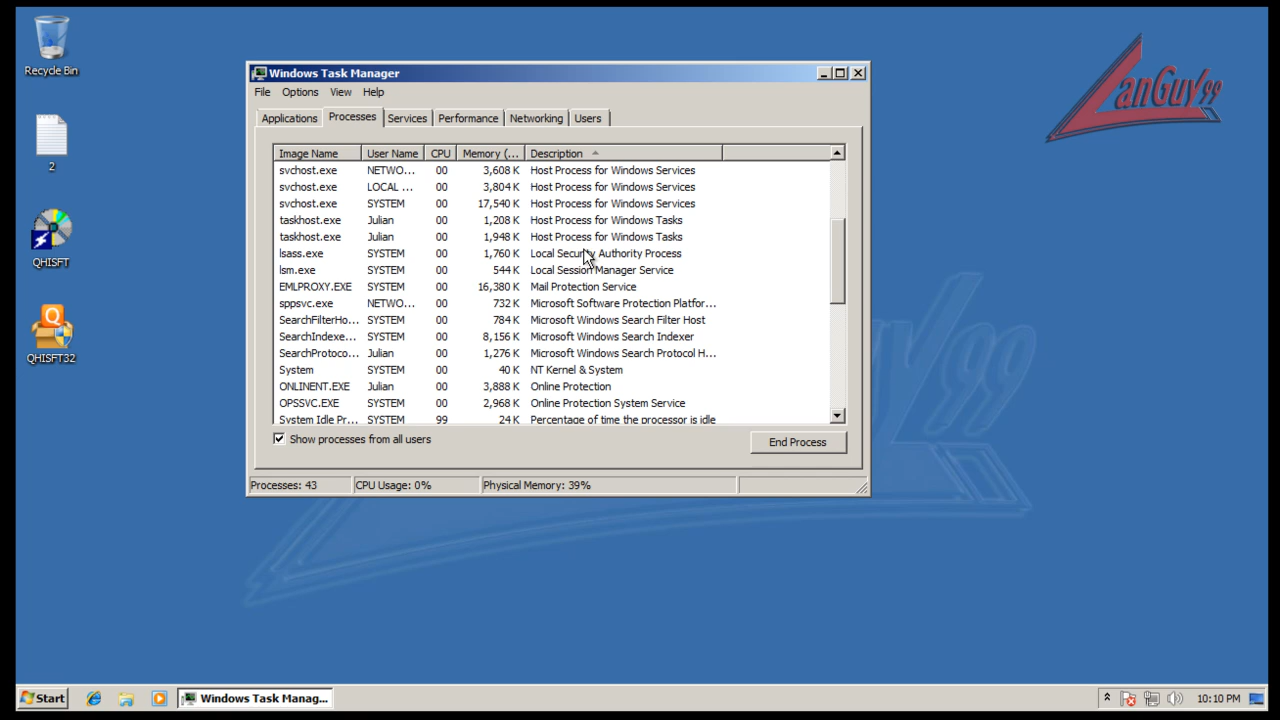 Recycle Bin
2
QHISFT
QHISFT32
LanGuy99
Windows Task Manager
File Options View Help
Applications Processes Services Performance Networking Users
Image Name User Name CPU Memory (... Description
svchost.exe NETWO... 00 3,608 K Host Process for Windows Services
svchost.exe LOCAL ... 00 3,804 K Host Process for Windows Services
svchost.exe SYSTEM 00 17,540 K Host Process for Windows Services
taskhost.exe Julian 00 1,208 K Host Process for Windows Tasks
taskhost.exe Julian 00 1,948 K Host Process for Windows Tasks
lsass.exe SYSTEM 00 1,760 K Local Security Authority Process
lsm.exe SYSTEM 00 544 K Local Session Manager Service
EMLPROXY.EXE SYSTEM 00 16,380 K Mail Protection Service
sppsvc.exe NETWO... 00 732 K Microsoft Software Protection Platfor...
SearchFilterHo... SYSTEM 00 784 K Microsoft Windows Search Filter Host
SearchIndexe... SYSTEM 00 8,156 K Microsoft Windows Search Indexer
SearchProtoco... Julian 00 1,276 K Microsoft Windows Search Protocol H...
System SYSTEM 00 40 K NT Kernel & System
ONLINENT.EXE Julian 00 3,888 K Online Protection
OPSSVC.EXE SYSTEM 00 2,968 K Online Protection System Service
System Idle Pr... SYSTEM 99 24 K Percentage of time the processor is idle
Show processes from all users
End Process
Processes: 43 CPU Usage: 0% Physical Memory: 39%
Start Windows Task Manag... 10:10 PM